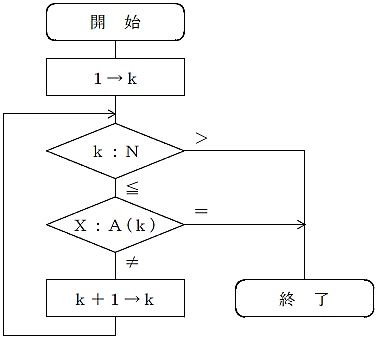 開 始
1→k
k：N
＞
≦
X：A(k)
＝
≠
k＋1→k
終 了